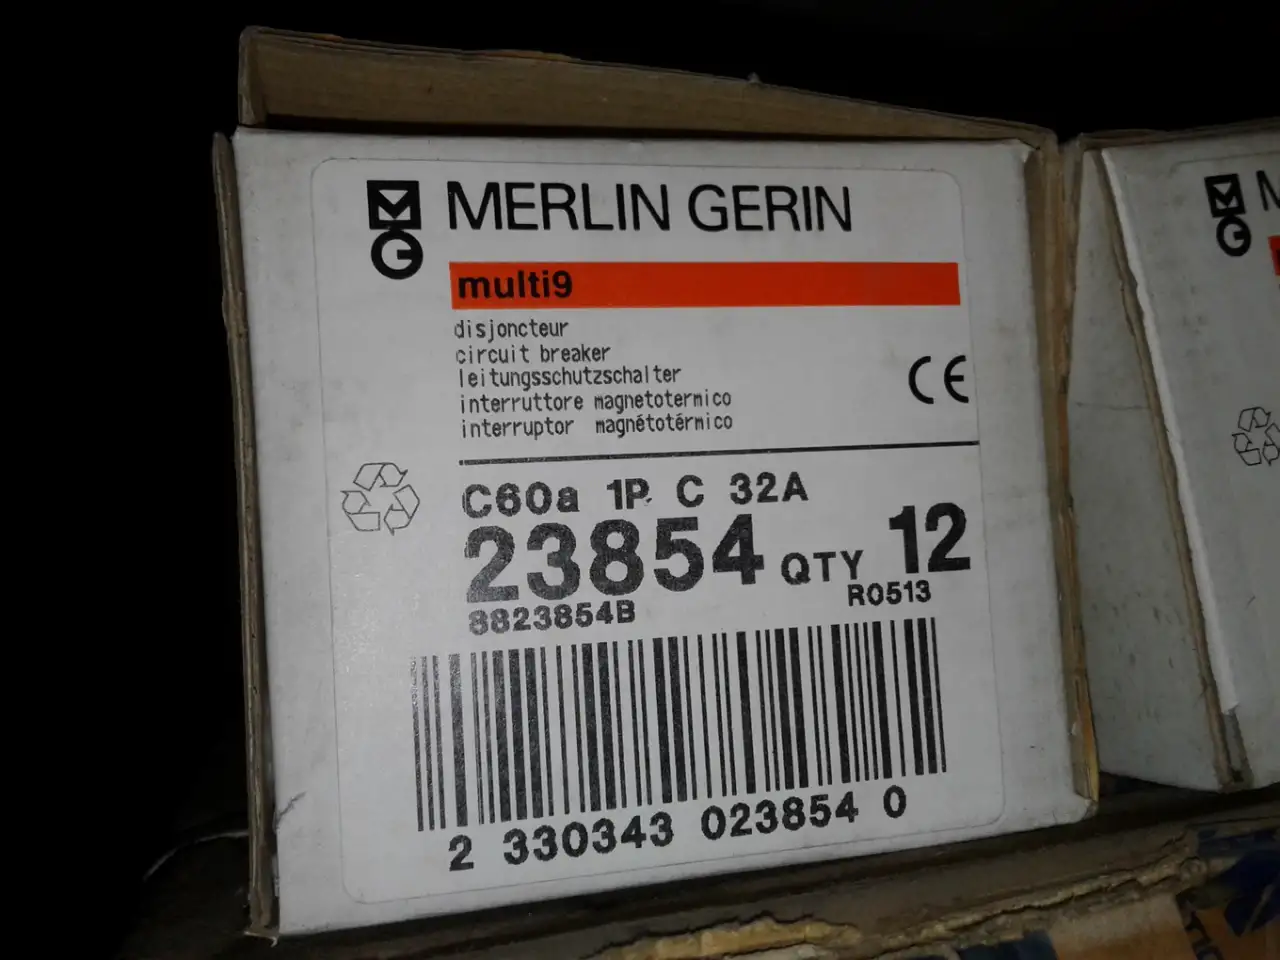 MERLIN GERIN
multi9
disjoncteur
circuit breaker
leitungsschutzschalter
interruttore magnetotermico
interruptor magnétotérmico
CE
C60a 1P C 32A
23854 QTY 12
8823854B R0513
2 330343 023854 0